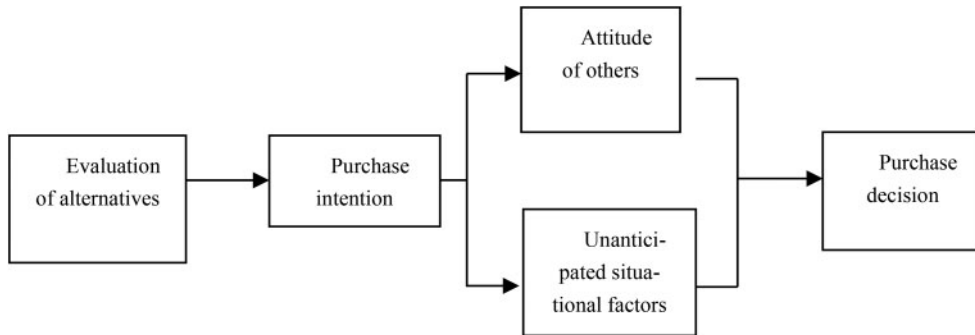 Evaluation
of alternatives
Purchase
intention
Attitude
of others
Unantici-
pated situa-
tional factors
Purchase
decision